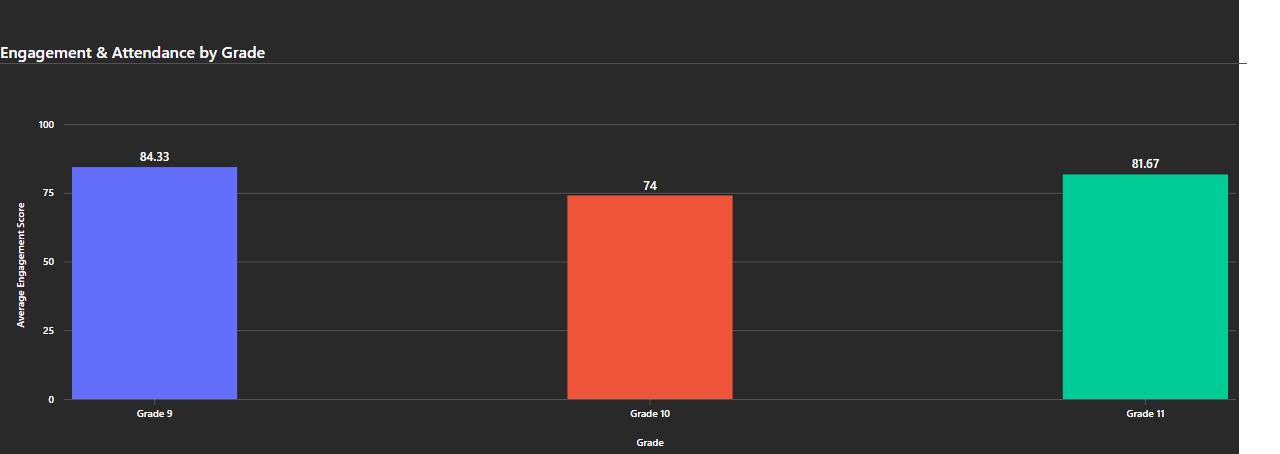 Engagement & Attendance by Grade
100
84.33
81.67
74
75
50
25
0
Average Engagement Score
Grade 9
Grade 10
Grade 11
Grade